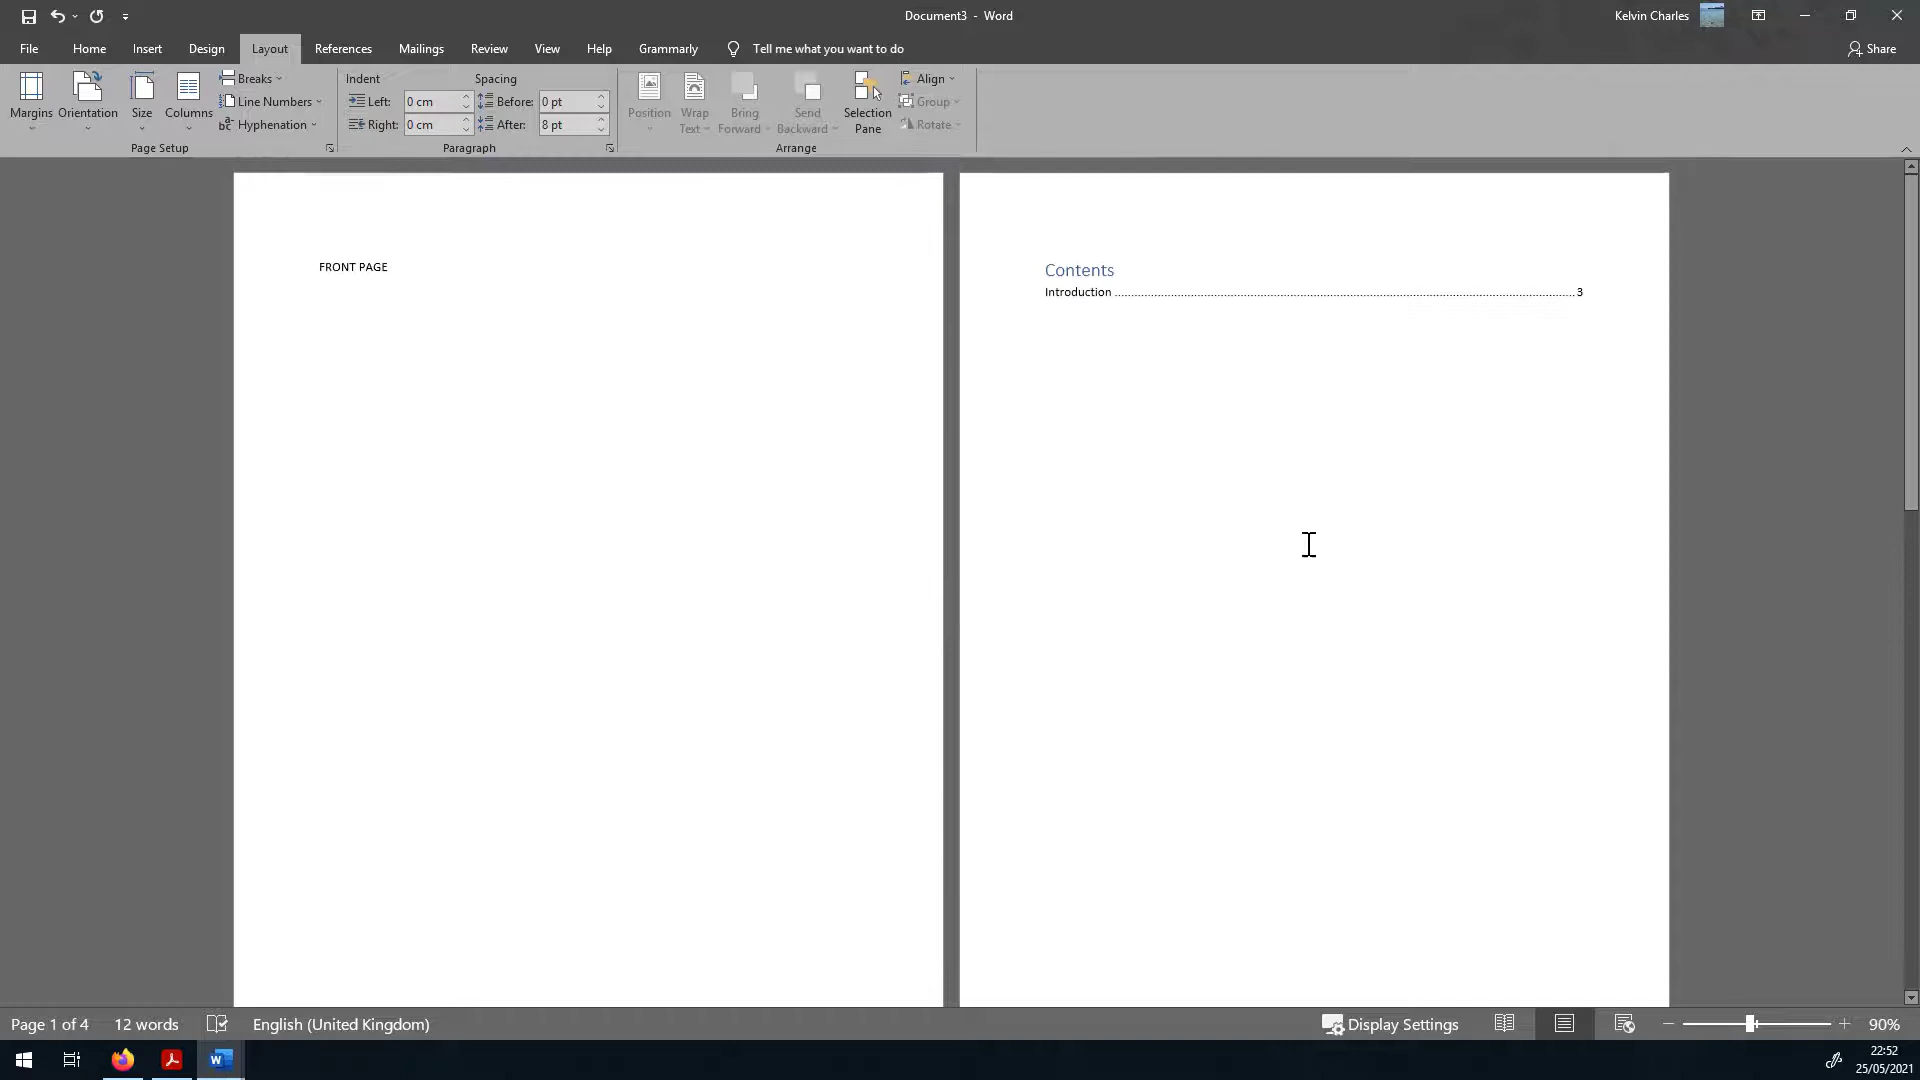 Document3 - Word
Kelvin Charles
File Home Insert Design Layout References Mailings Review View Help Grammarly Tell me what you want to do Share
Margins Orientation Size Columns
Breaks
Line Numbers
Hyphenation
Page Setup
Indent Spacing
Left: 0 cm Before: 0 pt
Right: 0 cm After: 8 pt
Paragraph
Position
Wrap Text
Bring Forward
Send Backward
Selection Pane
Align
Group
Rotate
Arrange
FRONT PAGE
Contents
Introduction ........................................ 3
Page 1 of 4 12 words English (United Kingdom) Display Settings 90%
22:52
25/05/2021